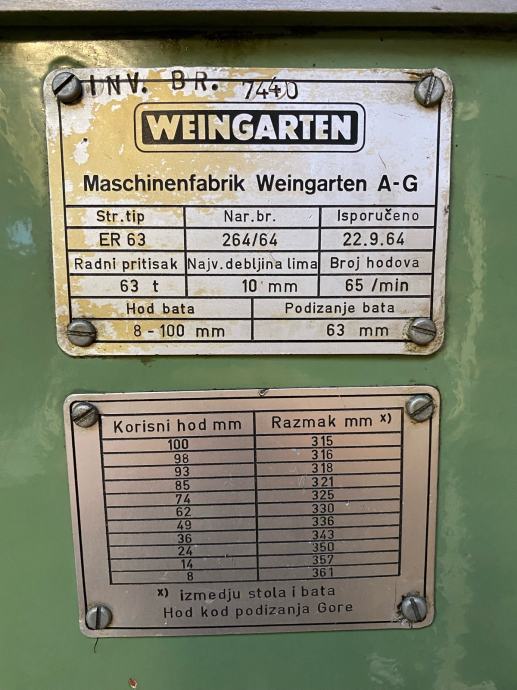 INV. BR. 7440
WEINGARTEN
Maschinenfabrik Weingarten A-G
Str.tip Nar.br. Isporučeno
ER 63 264/64 22.9.64
Radni pritisak Najv. debljina lima Broj hodova
63 t 10 mm 65 /min
Hod bata Podizanje bata
8-100 mm 63 mm
Korisni hod mm Razmak mm x)
100 315
98 316
93 318
85 321
74 325
62 330
49 336
36 343
24 350
14 357
8 361
x) izmedju stola i bata
Hod kod podizanja Gore